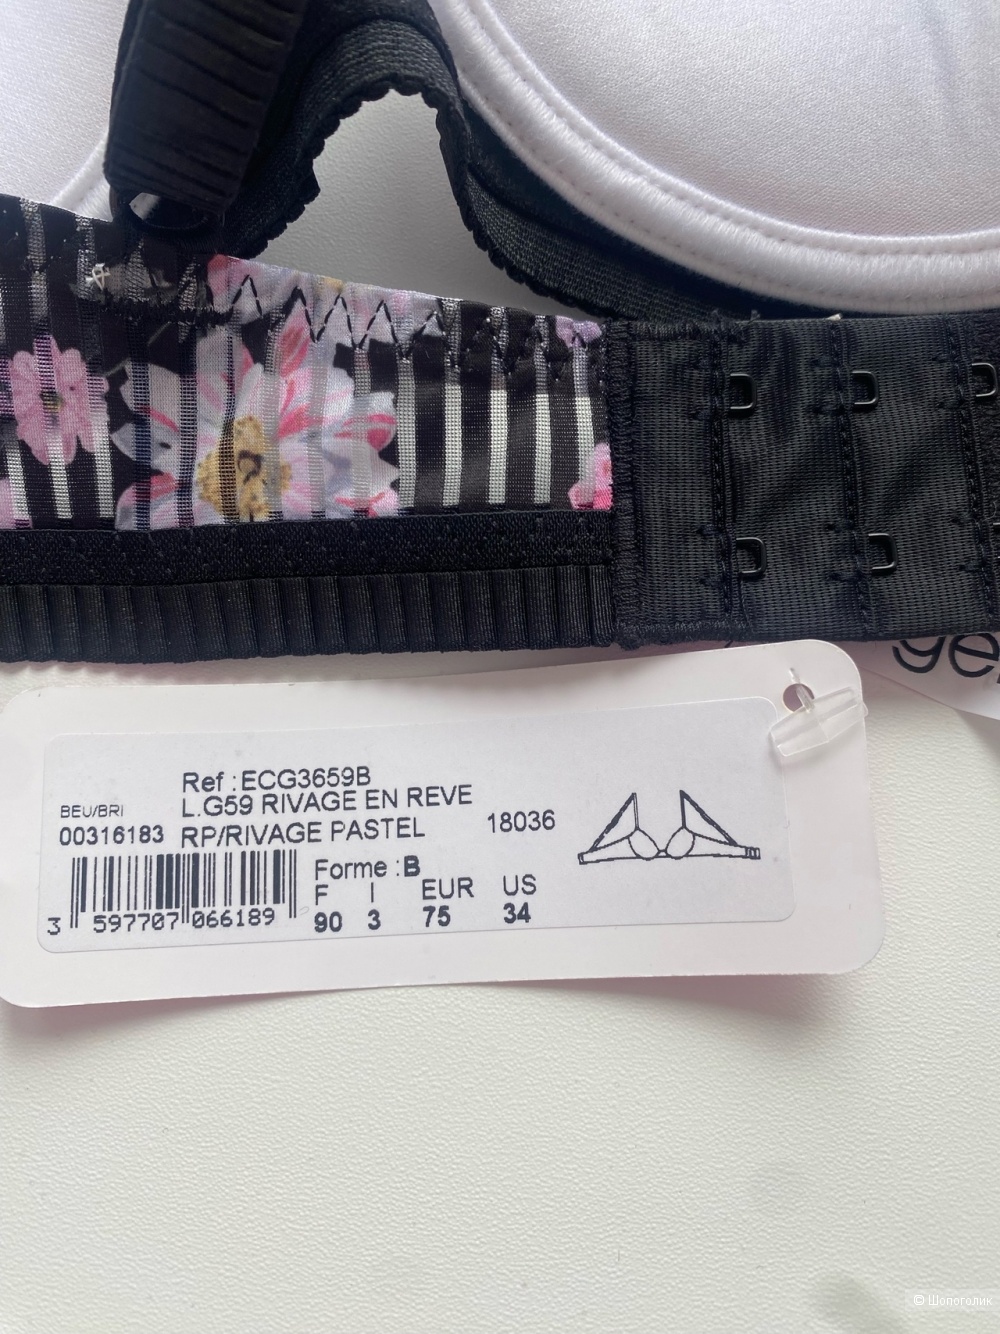 ge
Ref : ECG3659B
L.G59 RIVAGE EN REVE
BEU/BRI
00316183 RP/RIVAGE PASTEL 18036
Forme : B
F I EUR US
90 3 75 34
3 597707 066189
© Шопоголик